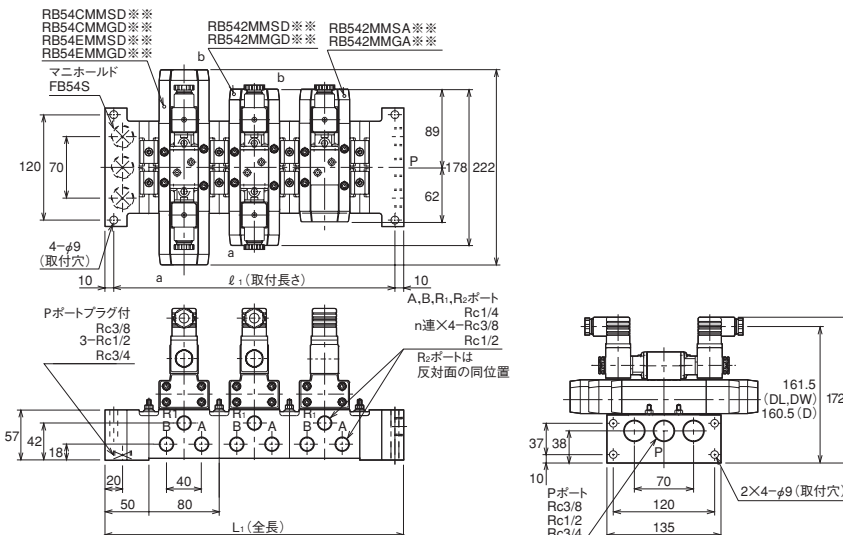 RB54CMMSD※※
RB54CMMGD※※
RB54EMMSD※※
RB54EMMGD※※
RB542MMSD※※
RB542MMGD※※
RB542MMSA※※
RB542MMGA※※
マニホールド
FB54S
b
b
a
a
P
120
70
89
62
178
222
4-φ9
(取付穴)
10
ℓ1(取付長さ)
10
Pポートプラグ付
Rc3/8
3-Rc1/2
Rc3/4
A,B,R1,R2ポート
Rc1/4
n連×4-Rc3/8
Rc1/2
R2ポートは
反対面の同位置
R1
B
A
R1
B
A
R1
B
A
57
42
18
20
40
50
80
L1(全長)
161.5
(DL,DW)
160.5(D)
172
37
38
10
P
70
120
135
2×4-φ9(取付穴)
Pポート
Rc3/8
Rc1/2
Rc3/4